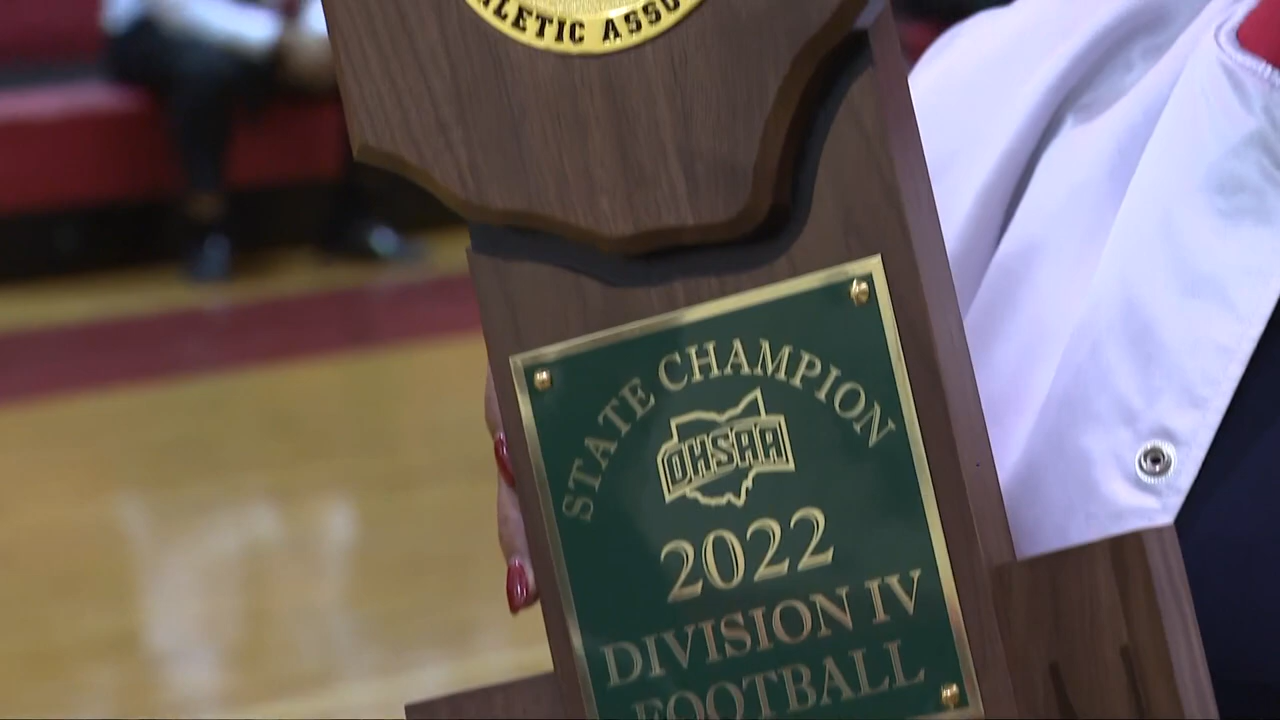 LETIC ASSO
STATE CHAMPION
OHSAA
2022
DIVISION IV
FOOTBALL